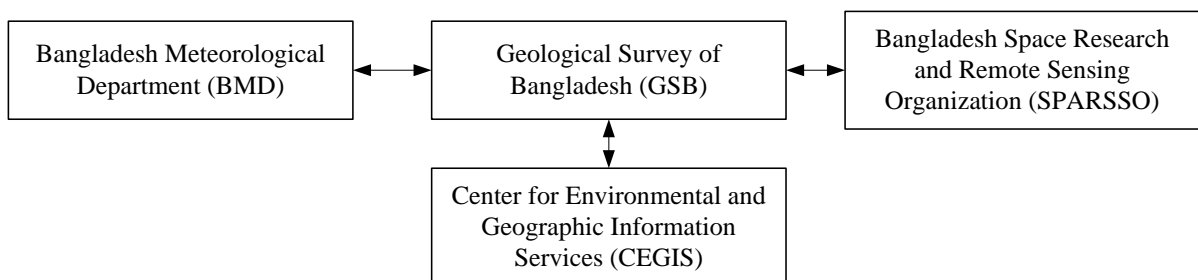 Bangladesh Meteorological
Department (BMD)
Geological Survey of
Bangladesh (GSB)
Bangladesh Space Research
and Remote Sensing
Organization (SPARSSO)
Center for Environmental and
Geographic Information
Services (CEGIS)